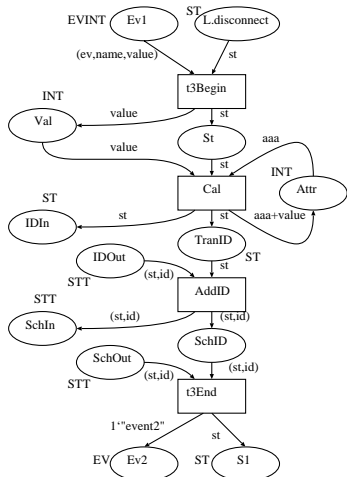 EVINT Ev1 ST L.disconnect
(ev,name,value) st
t3Begin
INT value st
Val St
value st aaa
INT
Cal Attr
ST st st aaa+value
IDIn TranID
IDOut st ST
STT (st,id)
AddID
STT (st,id) (st,id)
SchIn SchID
SchOut
STT (st,id) (st,id)
t3End
1`"event2" st
EV Ev2 ST S1